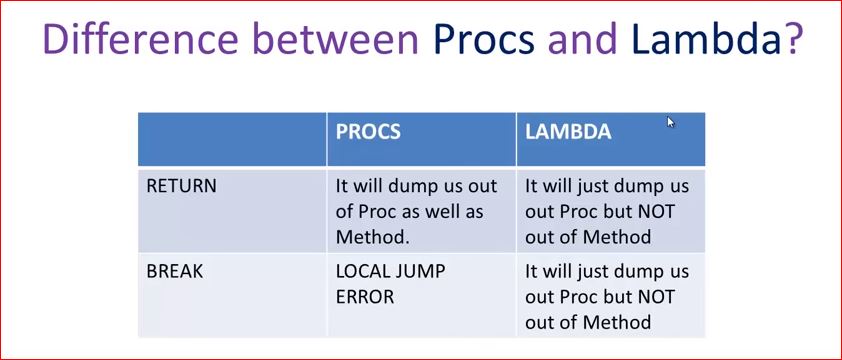 Difference between Procs and Lambda?
PROCS
LAMBDA
RETURN
It will dump us out
of Proc as well as
Method.
It will just dump us
out Proc but NOT
out of Method
BREAK
LOCAL JUMP
ERROR
It will just dump us
out Proc but NOT
out of Method